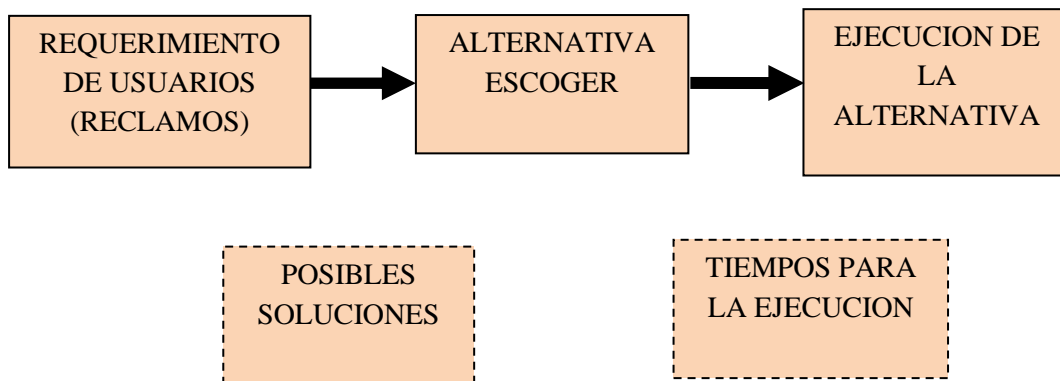 REQUERIMIENTO
DE USUARIOS
(RECLAMOS)
ALTERNATIVA
ESCOGER
EJECUCION DE
LA
ALTERNATIVA
POSIBLES
SOLUCIONES
TIEMPOS PARA
LA EJECUCION